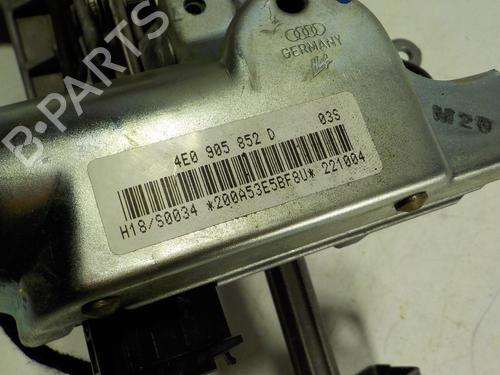 B-PARTS
GERMANY
4E0 905 852 D 03S
H18/S0034 *200A53E5BF8U* 221004
M20